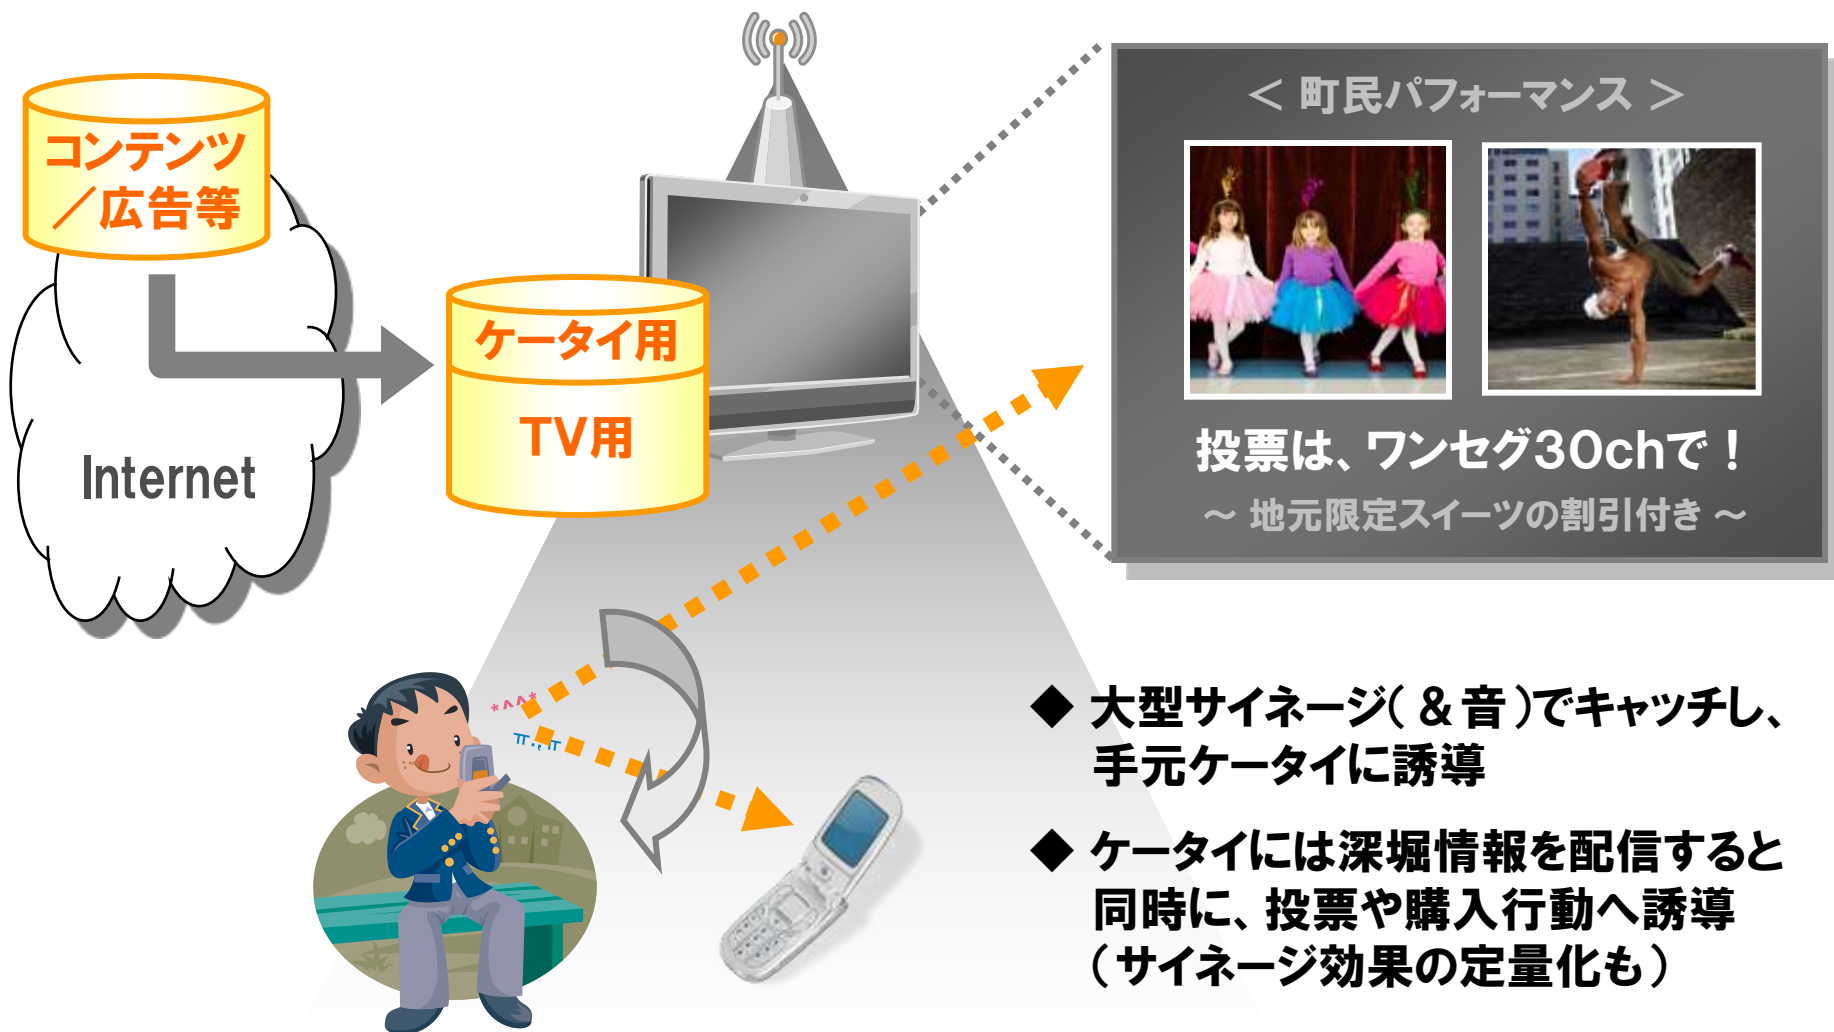 コンテンツ
／広告等
Internet
ケータイ用
TV用
＜ 町民パフォーマンス ＞
投票は、ワンセグ30chで！
～ 地元限定スイーツの割引付き ～
*^^*
ㅠ.,ㅠ
◆ 大型サイネージ（＆音）でキャッチし、
手元ケータイに誘導
◆ ケータイには深堀情報を配信すると
同時に、投票や購入行動へ誘導
（サイネージ効果の定量化も）